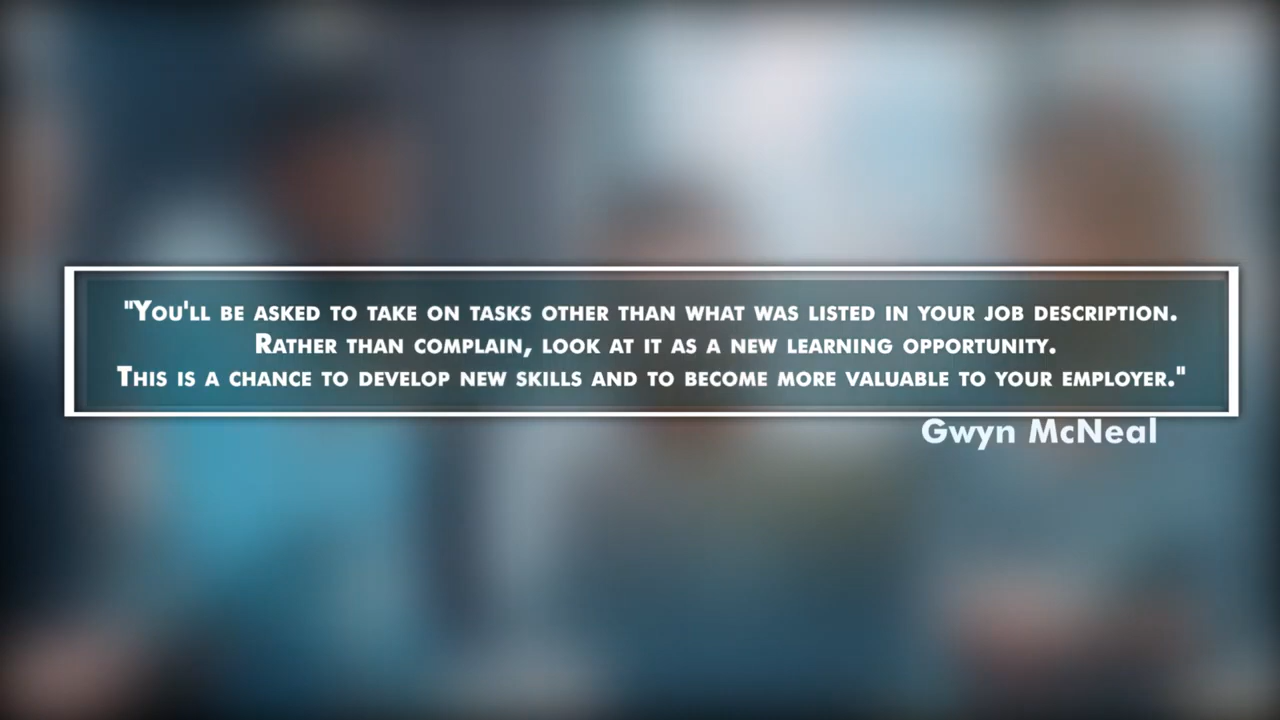 "You'll be asked to take on tasks other than what was listed in your job description.
Rather than complain, look at it as a new learning opportunity.
This is a chance to develop new skills and to become more valuable to your employer."
Gwyn McNeal